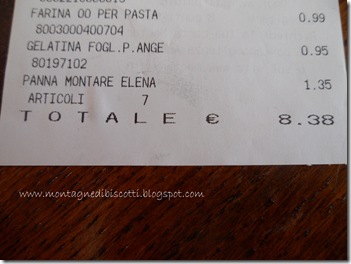 FARINA 00 PER PASTA 0.99
8003000400704
GELATINA FOGL.P.ANGE 0.95
80197102
PANNA MONTARE ELENA 1.35
ARTICOLI 7
TOTALE € 8.38
www.montagnedibiscotti.blogspot.com